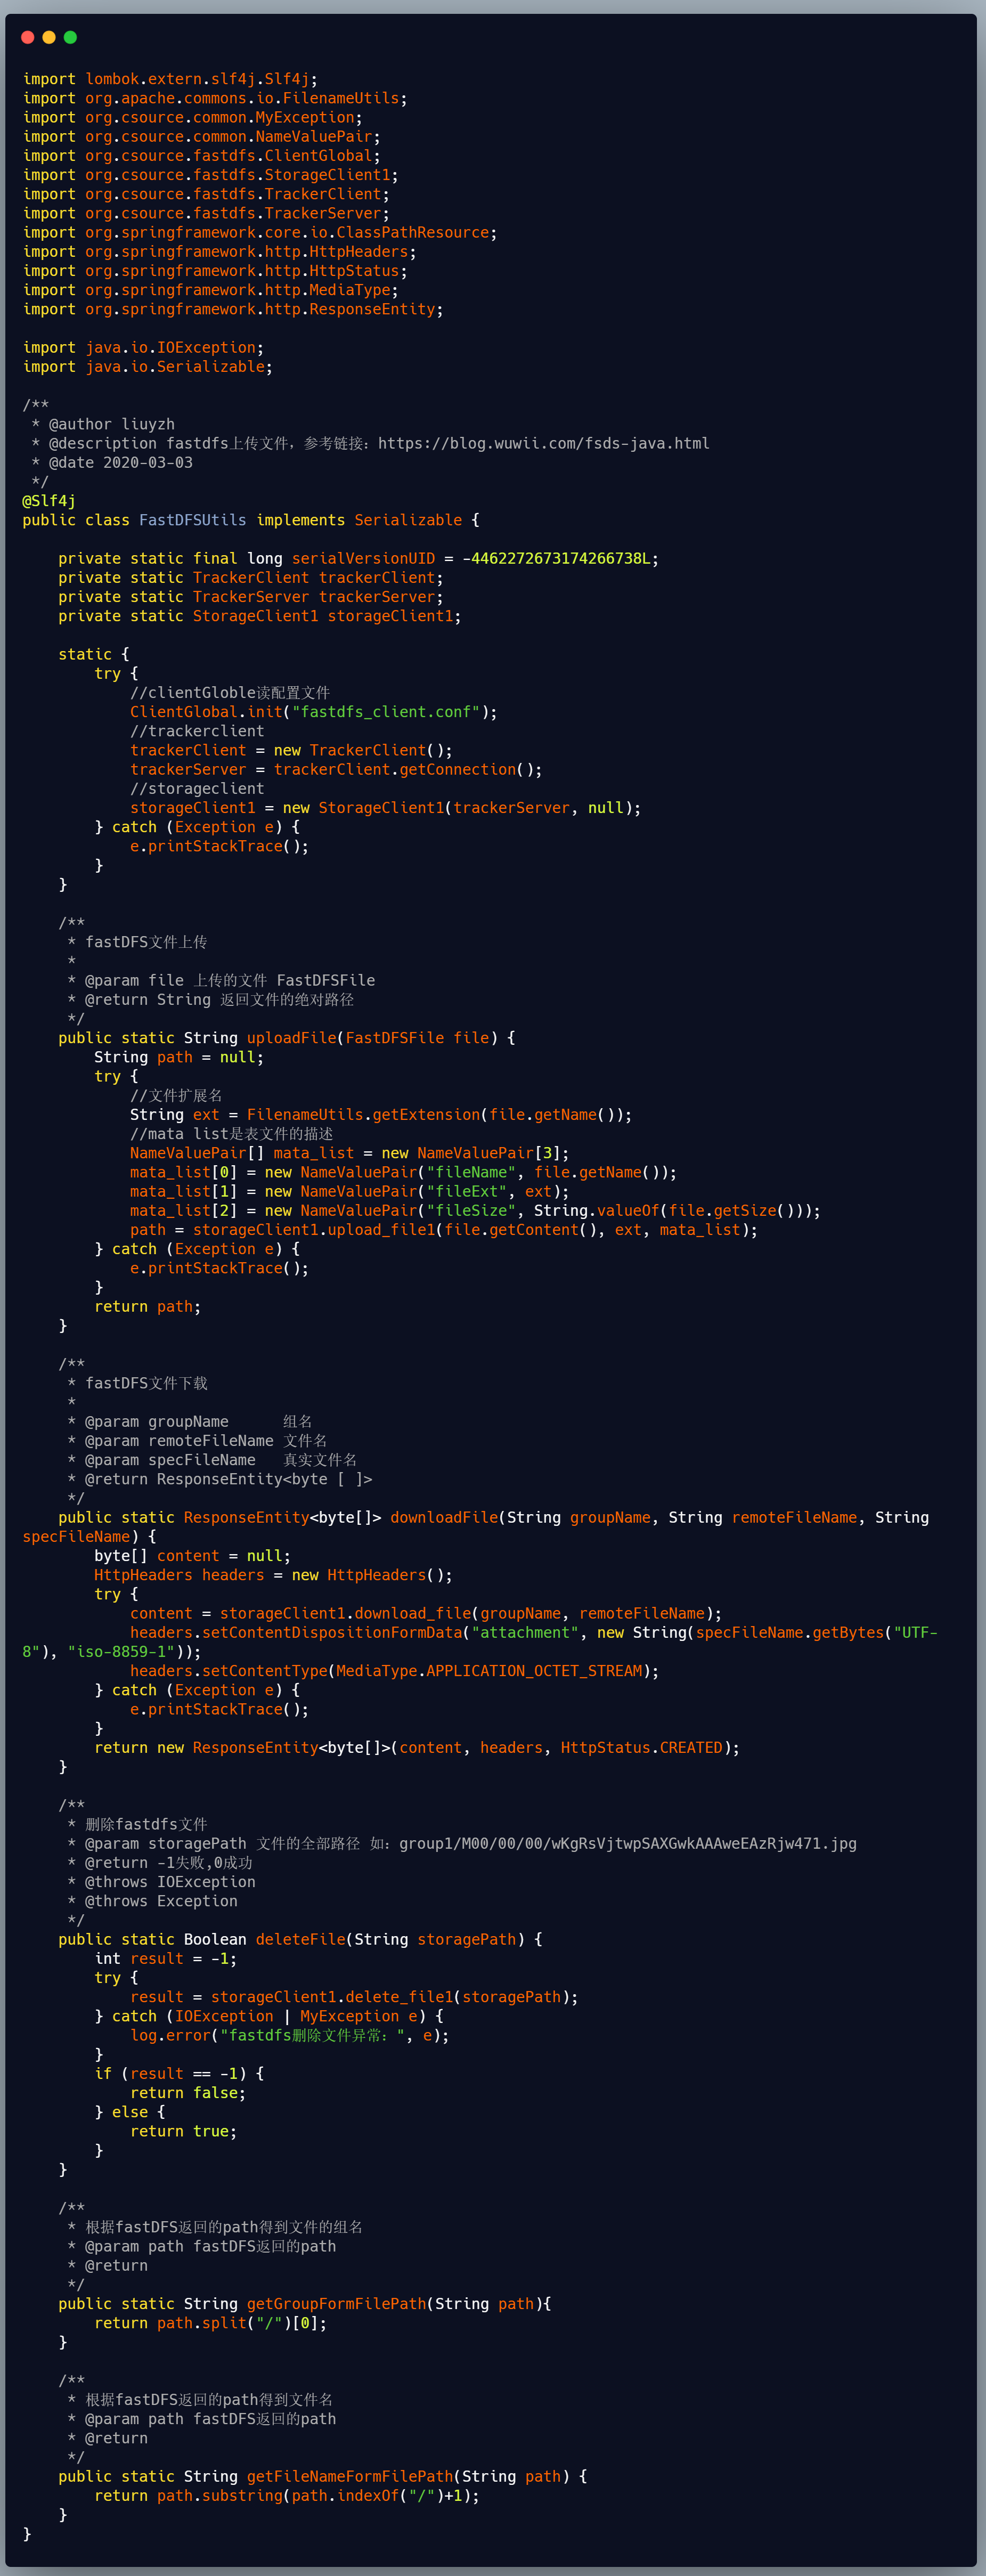 import lombok.extern.slf4j.Slf4j;
import org.apache.commons.io.FilenameUtils;
import org.csource.common.MyException;
import org.csource.common.NameValuePair;
import org.csource.fastdfs.ClientGlobal;
import org.csource.fastdfs.StorageClient1;
import org.csource.fastdfs.TrackerClient;
import org.csource.fastdfs.TrackerServer;
import org.springframework.core.io.ClassPathResource;
import org.springframework.http.HttpHeaders;
import org.springframework.http.HttpStatus;
import org.springframework.http.MediaType;
import org.springframework.http.ResponseEntity;

import java.io.IOException;
import java.io.Serializable;

/**
 * @author liuyzh
 * @description fastdfs上传文件，参考链接：https://blog.wuwii.com/fsds-java.html
 * @date 2020-03-03
 */
@Slf4j
public class FastDFSUtils implements Serializable {

    private static final long serialVersionUID = -4462272673174266738L;
    private static TrackerClient trackerClient;
    private static TrackerServer trackerServer;
    private static StorageClient1 storageClient1;

    static {
        try {
            //clientGloble读配置文件
            ClientGlobal.init("fastdfs_client.conf");
            //trackerclient
            trackerClient = new TrackerClient();
            trackerServer = trackerClient.getConnection();
            //storageclient
            storageClient1 = new StorageClient1(trackerServer, null);
        } catch (Exception e) {
            e.printStackTrace();
        }
    }

    /**
     * fastDFS文件上传
     *
     * @param file 上传的文件 FastDFSFile
     * @return String 返回文件的绝对路径
     */
    public static String uploadFile(FastDFSFile file) {
        String path = null;
        try {
            //文件扩展名
            String ext = FilenameUtils.getExtension(file.getName());
            //mata list是表文件的描述
            NameValuePair[] mata_list = new NameValuePair[3];
            mata_list[0] = new NameValuePair("fileName", file.getName());
            mata_list[1] = new NameValuePair("fileExt", ext);
            mata_list[2] = new NameValuePair("fileSize", String.valueOf(file.getSize()));
            path = storageClient1.upload_file1(file.getContent(), ext, mata_list);
        } catch (Exception e) {
            e.printStackTrace();
        }
        return path;
    }

    /**
     * fastDFS文件下载
     *
     * @param groupName      组名
     * @param remoteFileName 文件名
     * @param specFileName   真实文件名
     * @return ResponseEntity<byte [ ]>
     */
    public static ResponseEntity<byte[]> downloadFile(String groupName, String remoteFileName, String
specFileName) {
        byte[] content = null;
        HttpHeaders headers = new HttpHeaders();
        try {
            content = storageClient1.download_file(groupName, remoteFileName);
            headers.setContentDispositionFormData("attachment", new String(specFileName.getBytes("UTF-
8"), "iso-8859-1"));
            headers.setContentType(MediaType.APPLICATION_OCTET_STREAM);
        } catch (Exception e) {
            e.printStackTrace();
        }
        return new ResponseEntity<byte[]>(content, headers, HttpStatus.CREATED);
    }

    /**
     * 删除fastdfs文件
     * @param storagePath 文件的全部路径 如：group1/M00/00/00/wKgRsVjtwpSAXGwkAAAweEAzRjw471.jpg
     * @return -1失败,0成功
     * @throws IOException
     * @throws Exception
     */
    public static Boolean deleteFile(String storagePath) {
        int result = -1;
        try {
            result = storageClient1.delete_file1(storagePath);
        } catch (IOException | MyException e) {
            log.error("fastdfs删除文件异常：", e);
        }
        if (result == -1) {
            return false;
        } else {
            return true;
        }
    }

    /**
     * 根据fastDFS返回的path得到文件的组名
     * @param path fastDFS返回的path
     * @return
     */
    public static String getGroupFormFilePath(String path){
        return path.split("/")[0];
    }

    /**
     * 根据fastDFS返回的path得到文件名
     * @param path fastDFS返回的path
     * @return
     */
    public static String getFileNameFormFilePath(String path) {
        return path.substring(path.indexOf("/")+1);
    }
}